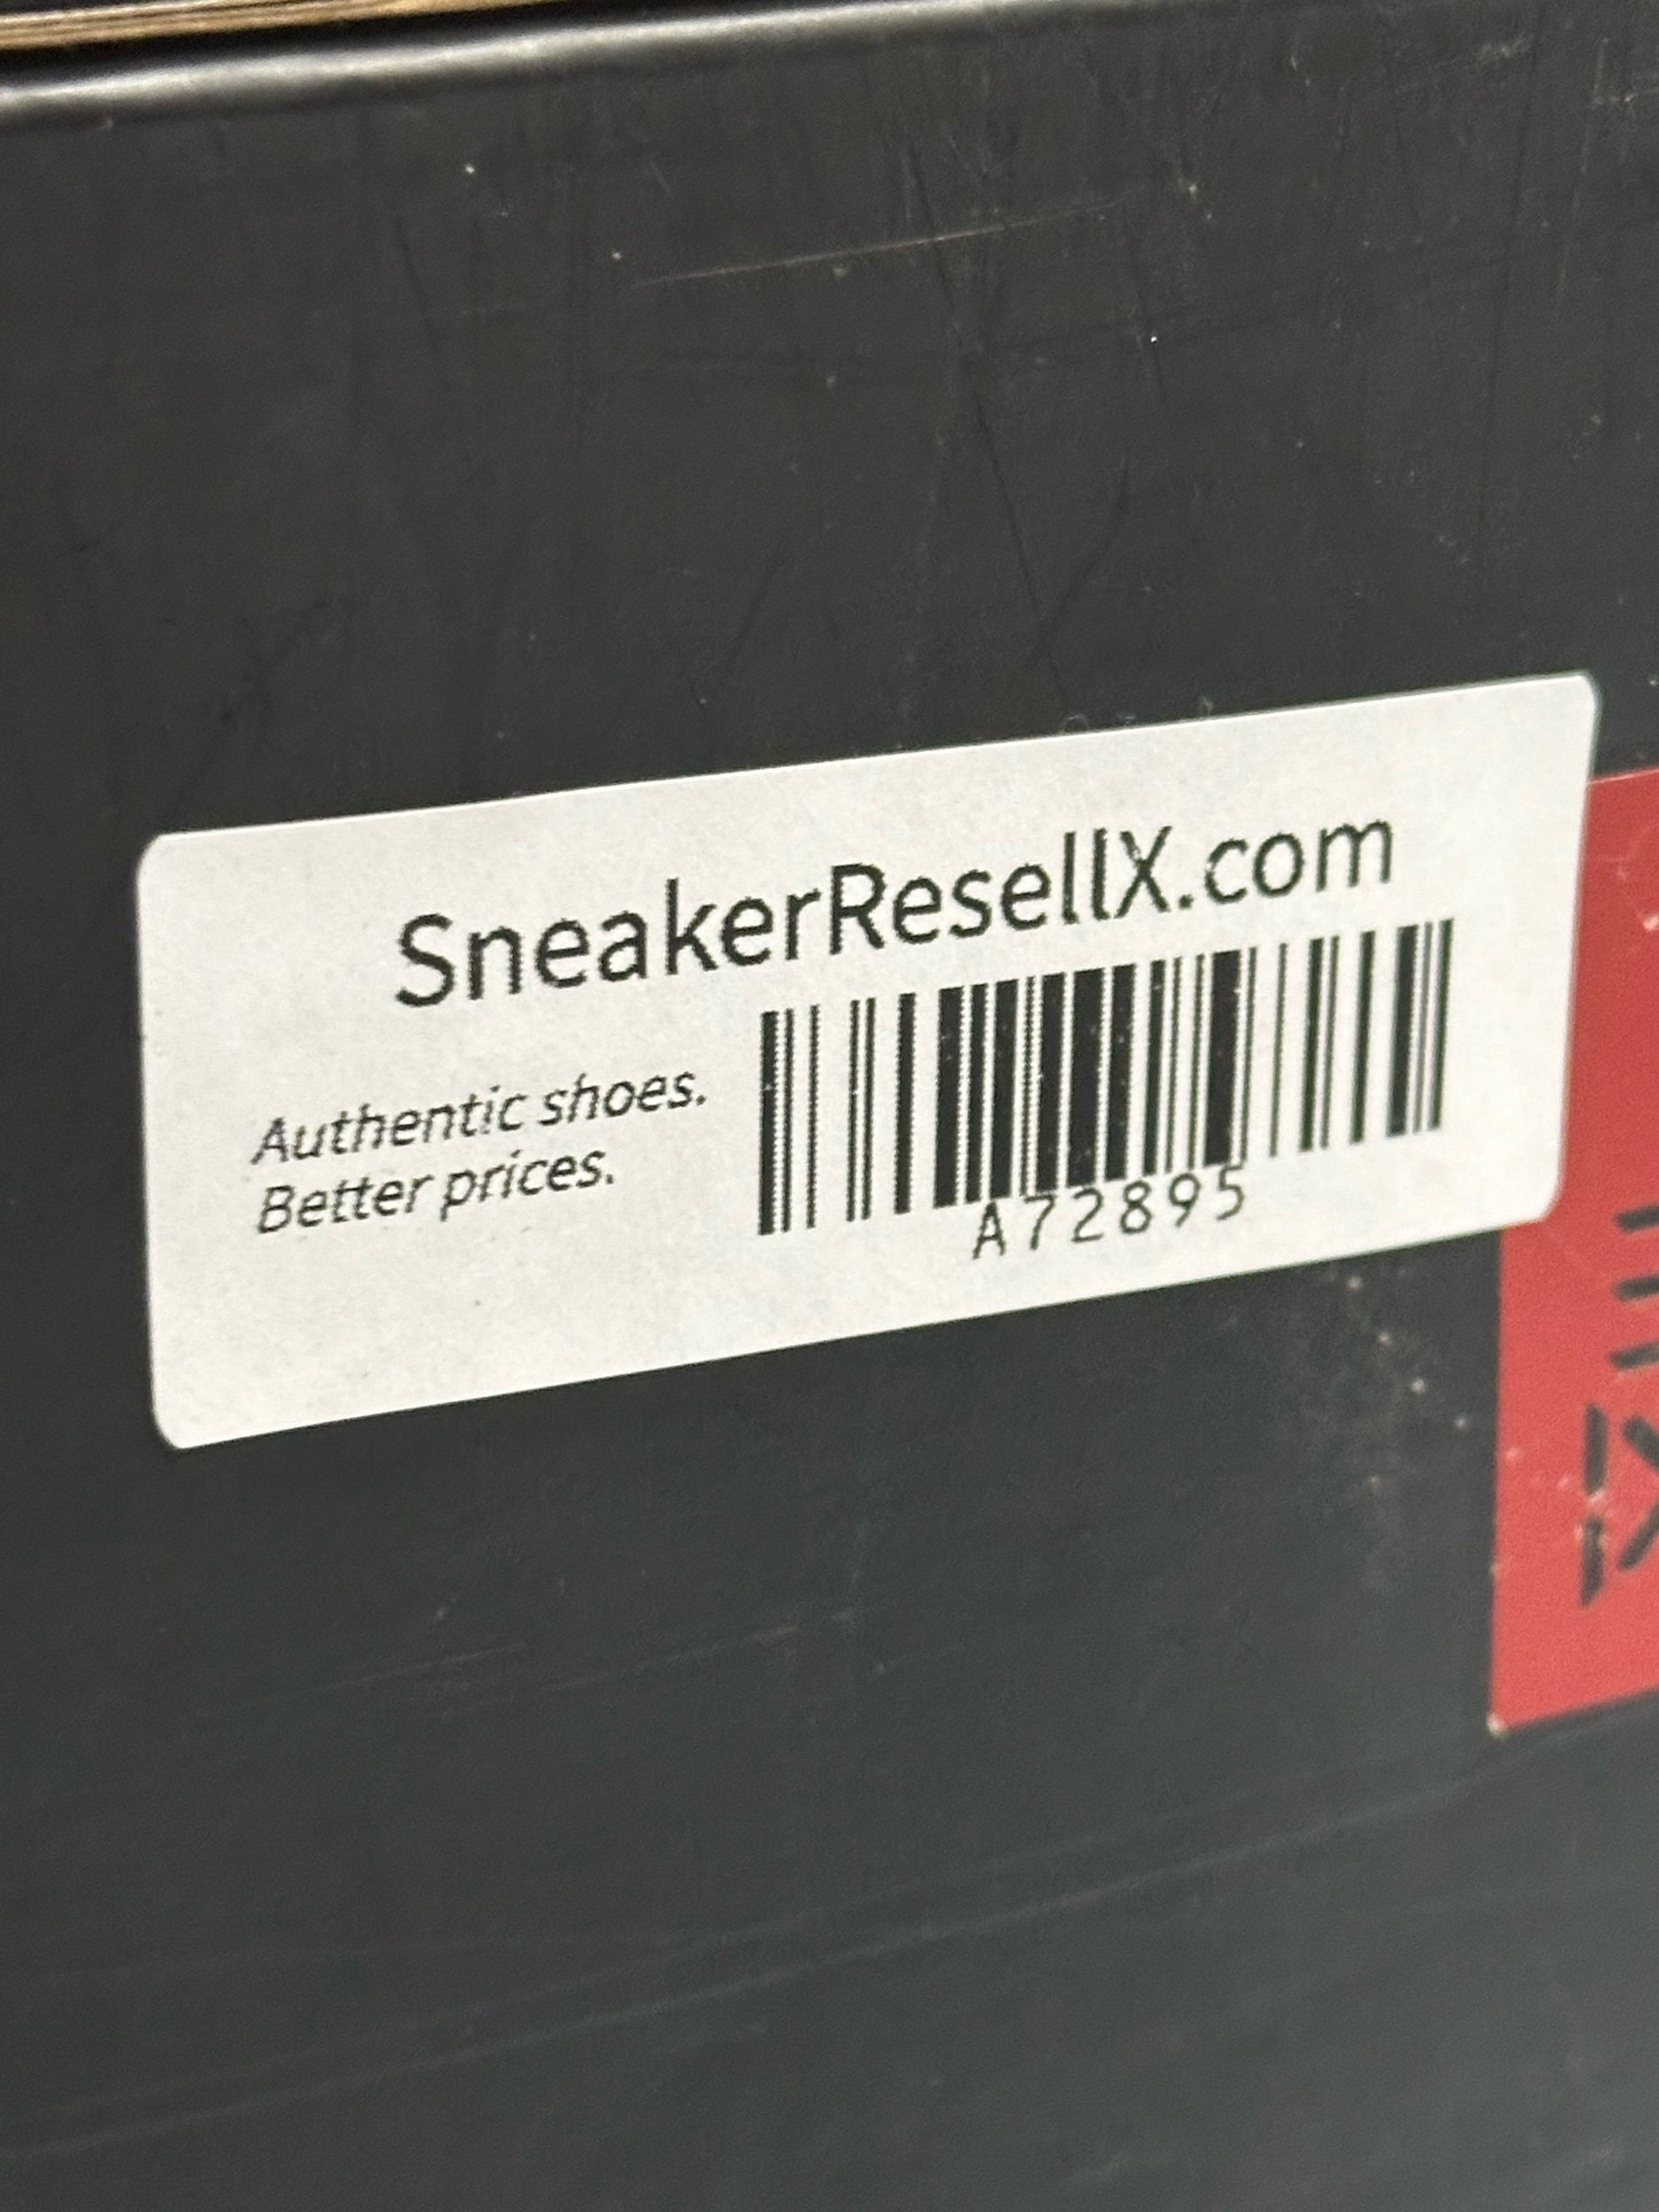 SneakerResellX.com
Authentic shoes.
Better prices.
A72895